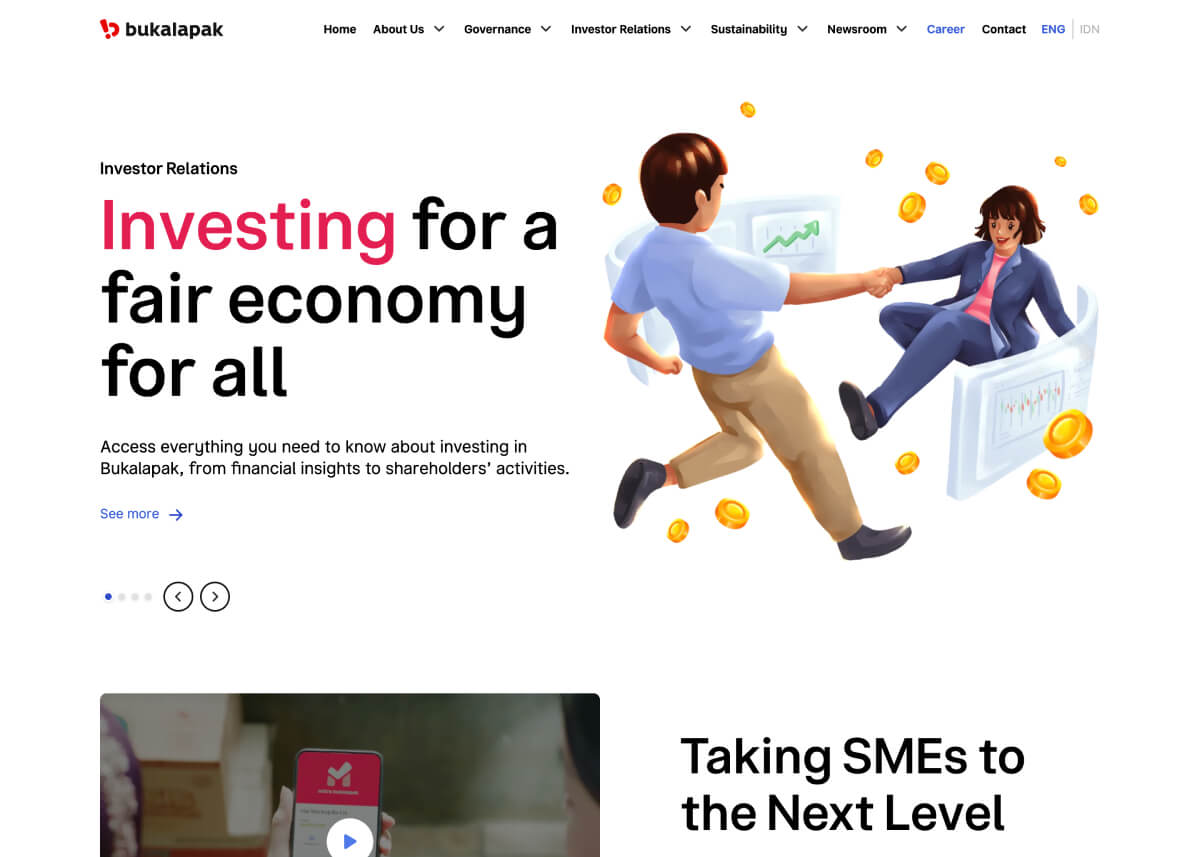 bukalapak
Home About Us Governance Investor Relations Sustainability Newsroom Career Contact ENG IDN
Investor Relations
Investing for a
fair economy
for all
Access everything you need to know about investing in
Bukalapak, from financial insights to shareholders’ activities.
See more
Taking SMEs to
the Next Level